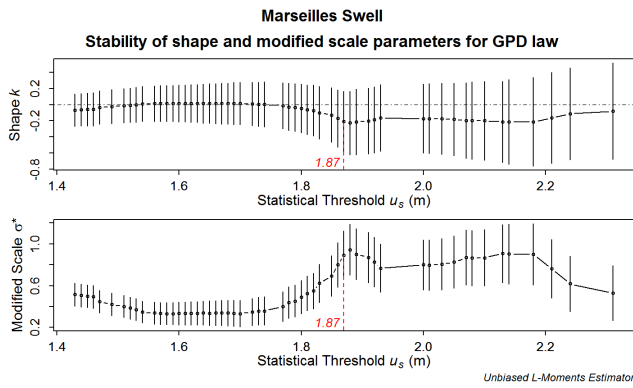 Marseilles Swell
Stability of shape and modified scale parameters for GPD law
Shape k
0.2
-0.2
-0.8
1.87
1.4 1.6 1.8 2.0 2.2
Statistical Threshold us (m)
Modified Scale σ*
1.0
0.6
0.2
1.87
1.4 1.6 1.8 2.0 2.2
Statistical Threshold us (m)
Unbiased L-Moments Estimator